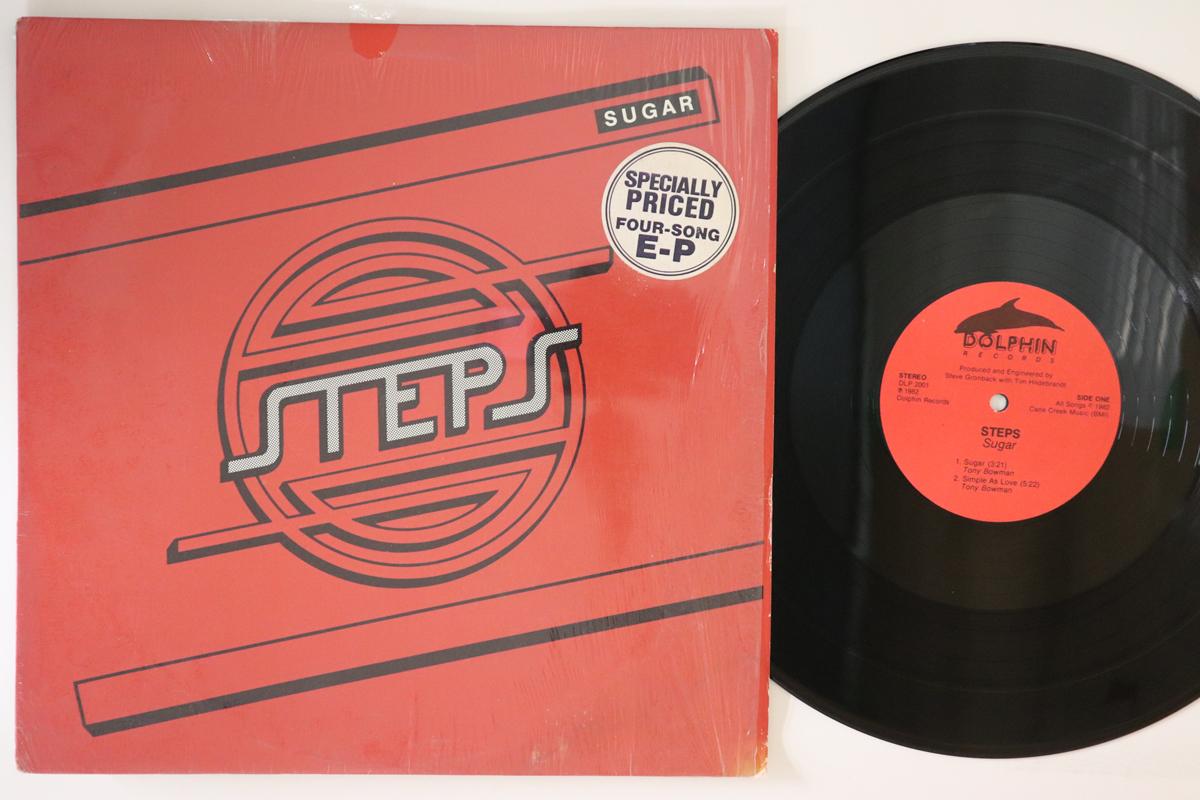 SUGAR
SPECIALLY
PRICED
FOUR-SONG
E-P
STEPS
DOLPHIN
RECORDS
Produced and Engineered by
Steve Gronback with Tim Hildebrandt
STEREO
DLP 2001
℗ 1982
Dolphin Records
SIDE ONE
All Songs © 1982
Cane Creek Music (BMI)
STEPS
Sugar
1. Sugar (3:21)
Tony Bowman
2. Simple As Love (5:22)
Tony Bowman